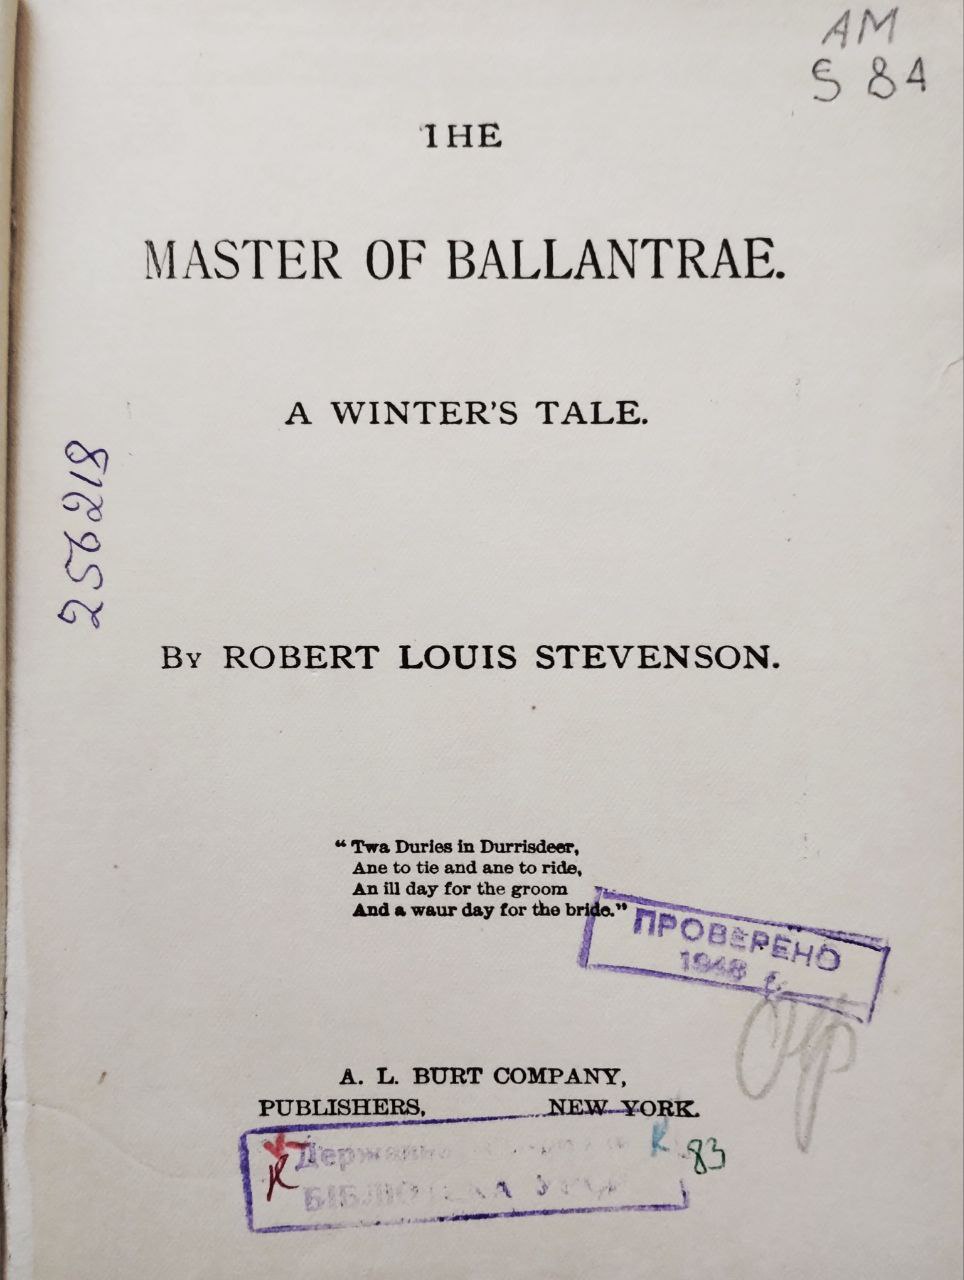 AM
S 84
THE
MASTER OF BALLANTRAE.
A WINTER'S TALE.
256218
BY ROBERT LOUIS STEVENSON.
“ Twa Duries in Durrisdeer,
Ane to tie and ane to ride,
An ill day for the groom
And a waur day for the bride.”
ПРОВЕРЕНО
1948 г.
A. L. BURT COMPANY,
PUBLISHERS, NEW YORK.
К 83
К
БІБЛІОТЕКА